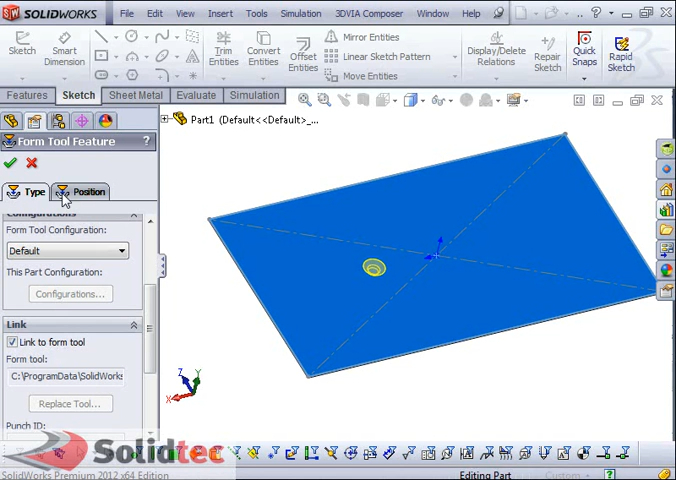 SOLIDWORKS File Edit View Insert Tools Simulation 3DVIA Composer Window Help
Sketch Smart Dimension Trim Entities Convert Entities Offset Entities Mirror Entities Linear Sketch Pattern Move Entities Display/Delete Relations Repair Sketch Quick Snaps Rapid Sketch
Features Sketch Sheet Metal Evaluate Simulation
Part1 (Default<<Default>_...
Form Tool Feature ?
Type Position
Configurations
Form Tool Configuration:
Default
This Part Configuration:
Configurations...
Link
Link to form tool
Form tool:
C:\ProgramData\SolidWorks
Replace Tool...
Punch ID:
Z Y X
Solidtec
SolidWorks Premium 2012 x64 Edition Editing Part Custom